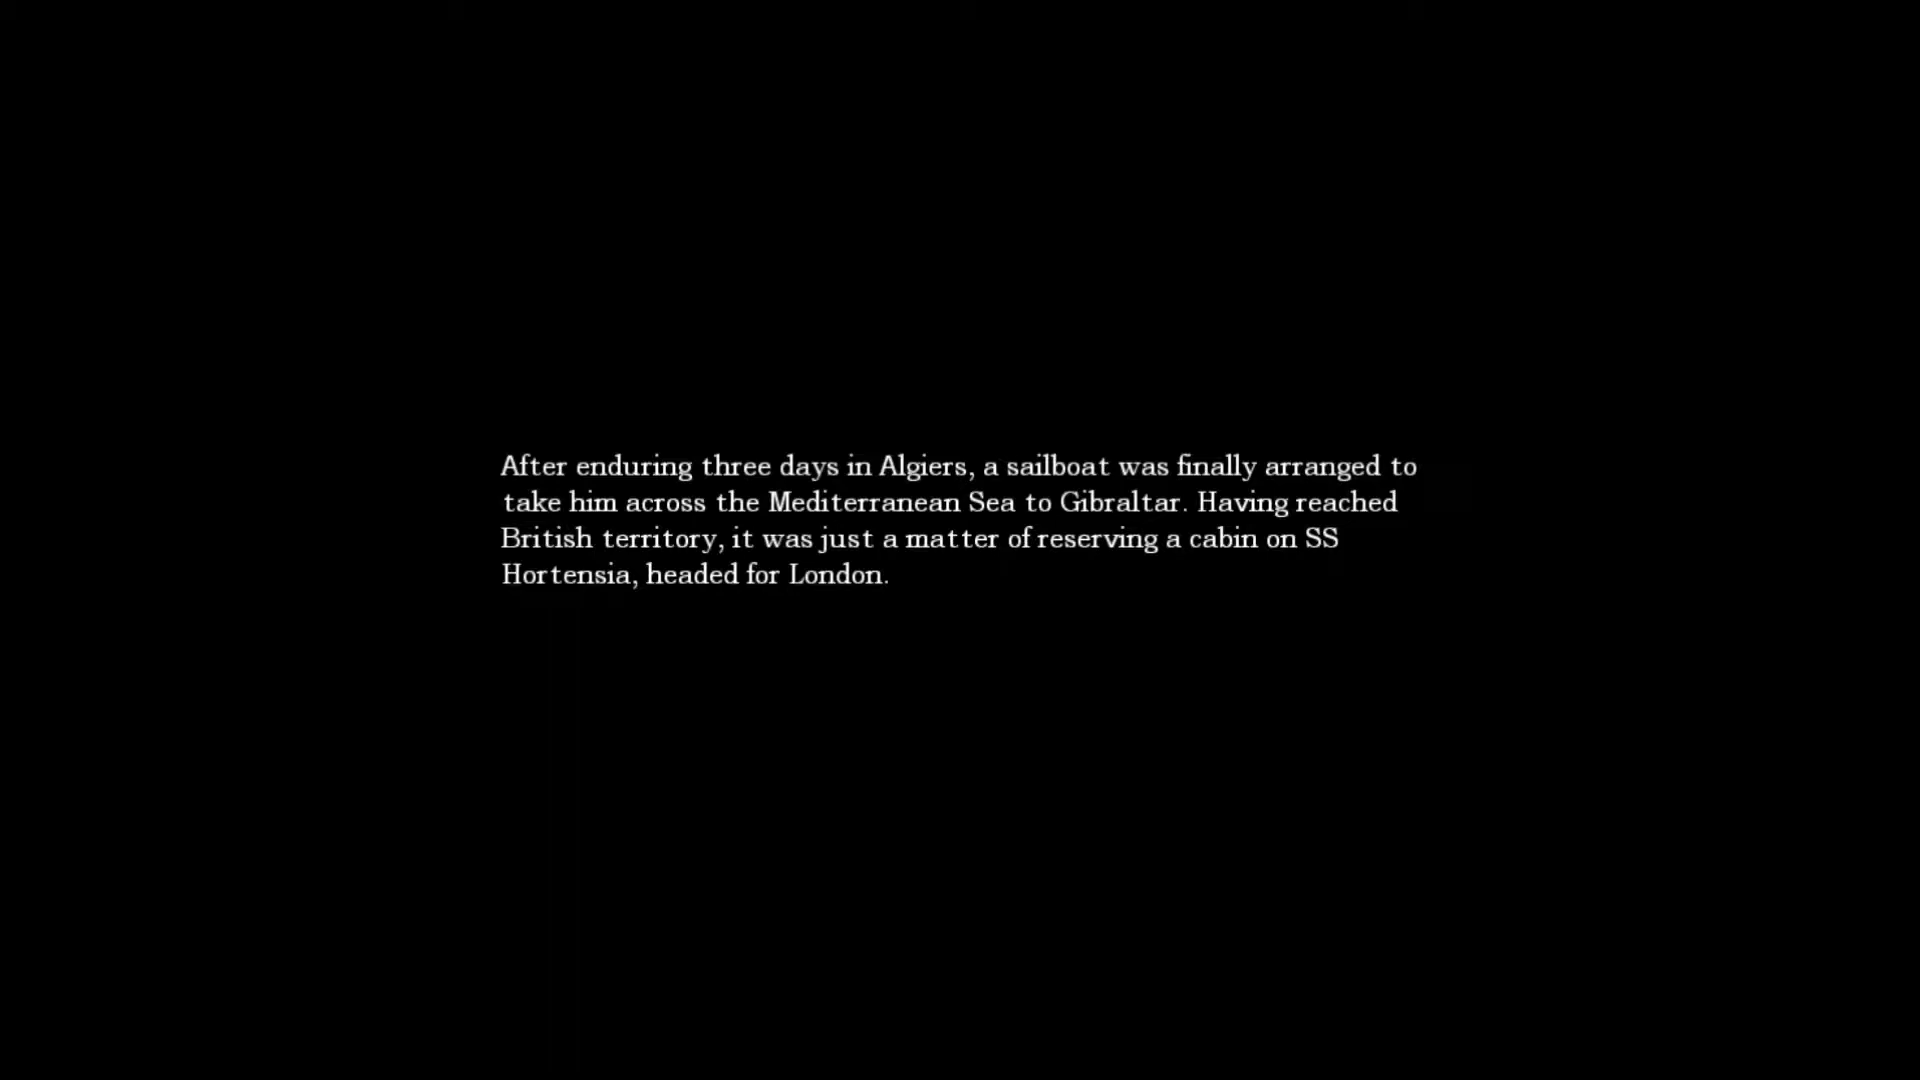 After enduring three days in Algiers, a sailboat was finally arranged to
take him across the Mediterranean Sea to Gibraltar. Having reached
British territory, it was just a matter of reserving a cabin on SS
Hortensia, headed for London.